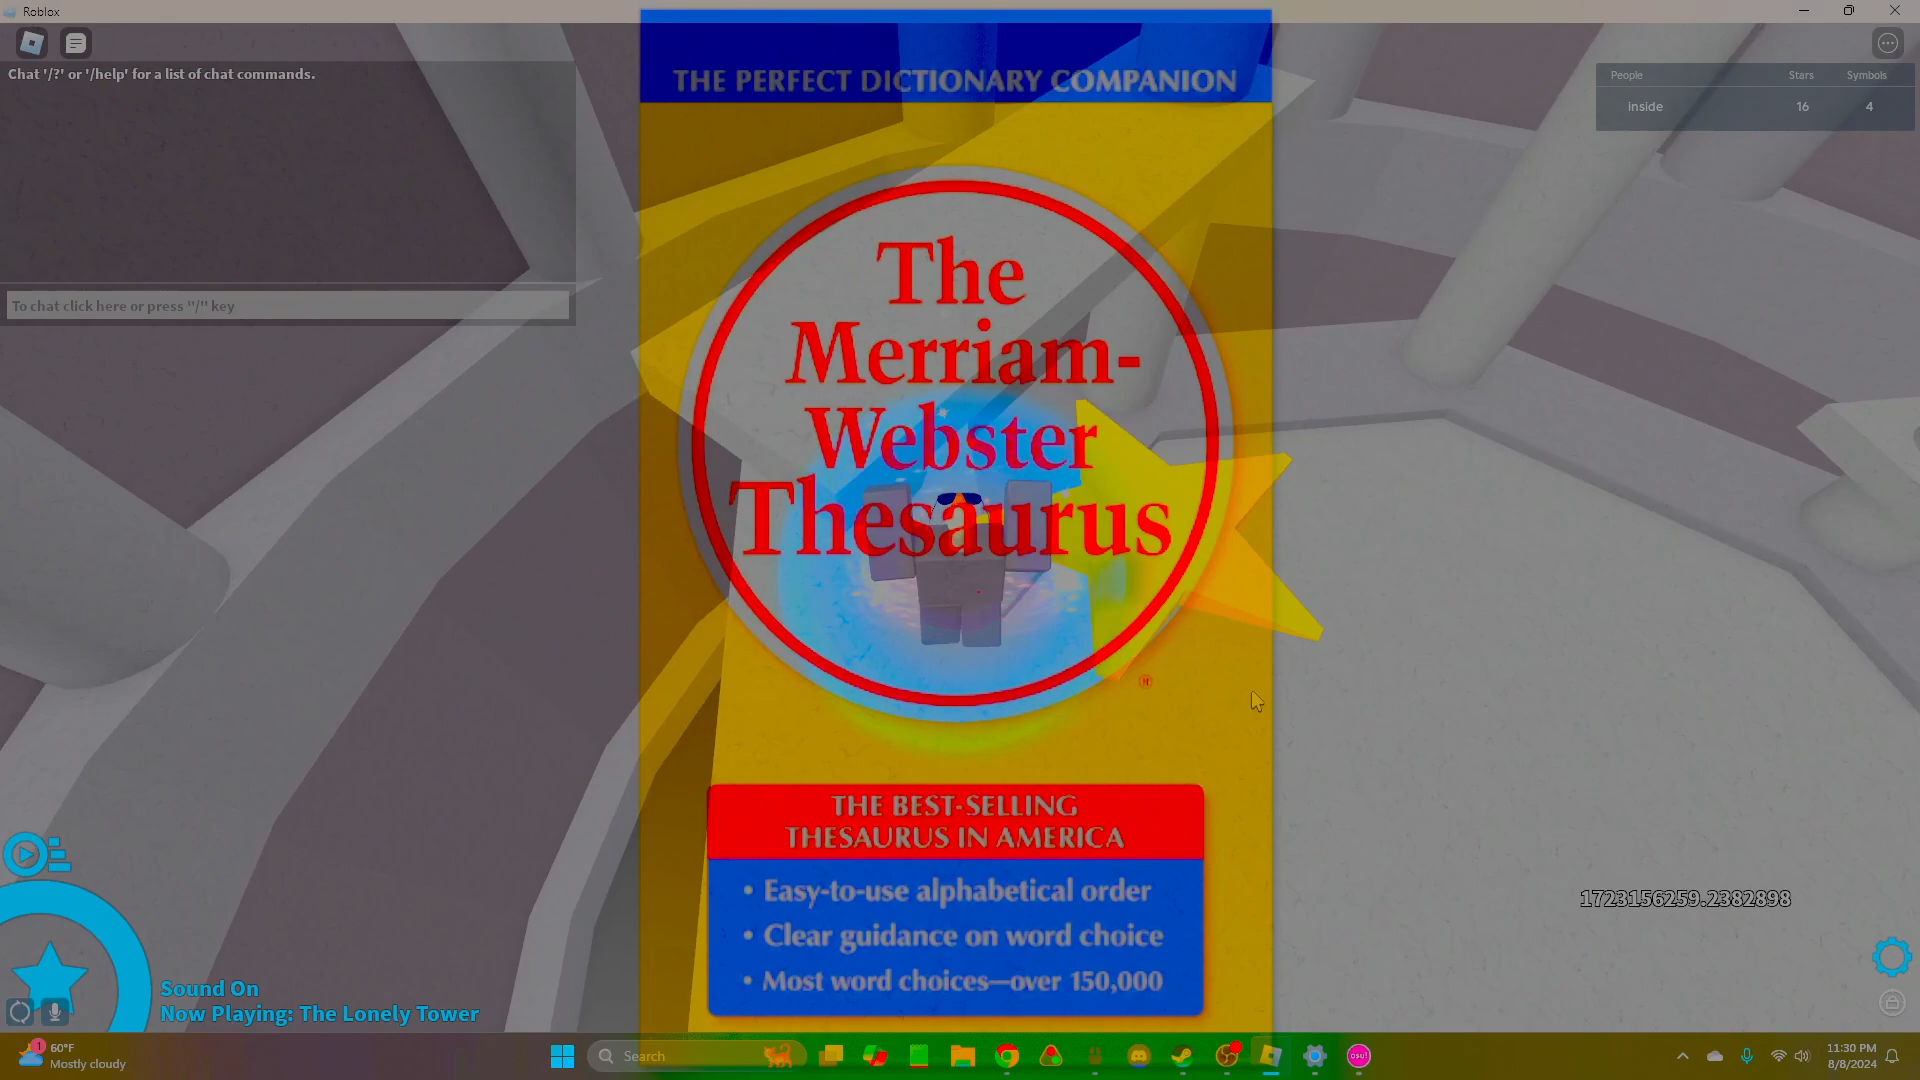 Roblox
Chat '/?' or '/help' for a list of chat commands.
To chat click here or press "/" key
People Stars Symbols
inside 16 4
THE PERFECT DICTIONARY COMPANION
The
Merriam-
Webster
Thesaurus
THE BEST-SELLING
THESAURUS IN AMERICA
• Easy-to-use alphabetical order
• Clear guidance on word choice
• Most word choices—over 150,000
1723156259.2382898
Sound On
Now Playing: The Lonely Tower
1
60°F
Mostly cloudy
Search
osu!
11:30 PM
8/8/2024